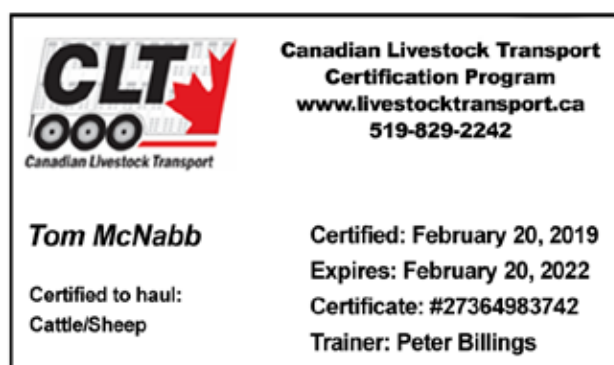 CLT
Canadian Livestock Transport
Canadian Livestock Transport
Certification Program
www.livestocktransport.ca
519-829-2242
Tom McNabb
Certified to haul:
Cattle/Sheep
Certified: February 20, 2019
Expires: February 20, 2022
Certificate: #27364983742
Trainer: Peter Billings